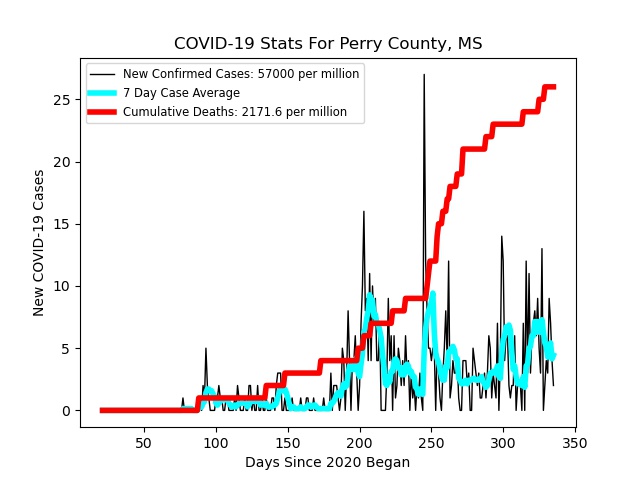 COVID-19 Stats For Perry County, MS
New Confirmed Cases: 57000 per million
7 Day Case Average
Cumulative Deaths: 2171.6 per million
New COVID-19 Cases
25
20
15
10
5
0
50
100
150
200
250
300
350
Days Since 2020 Began